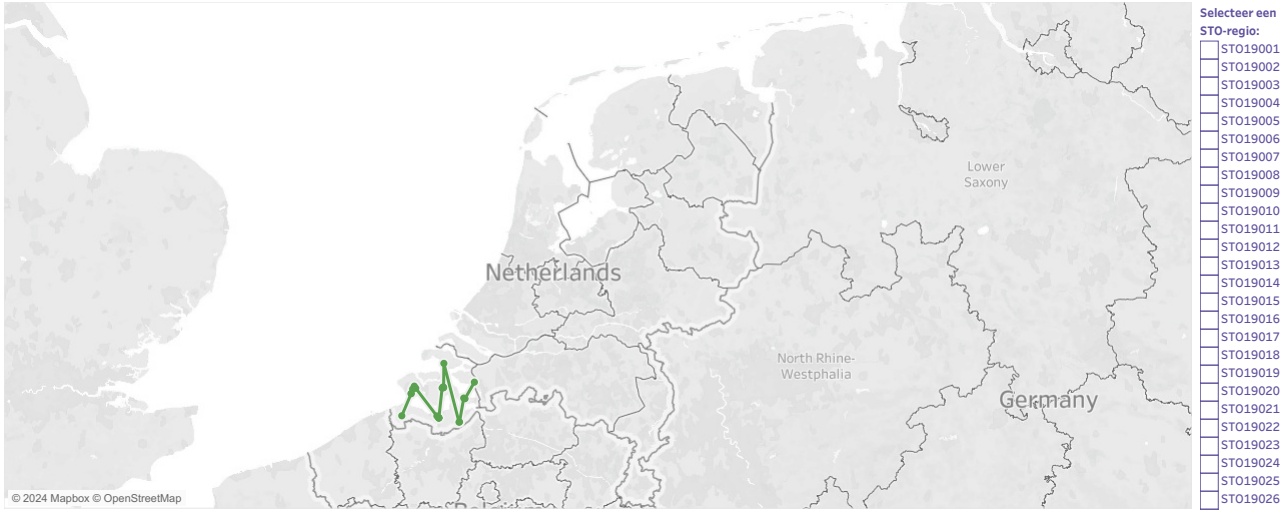 Selecteer een
STO-regio:
STO19001
STO19002
STO19003
STO19004
STO19005
STO19006
STO19007
STO19008
STO19009
STO19010
STO19011
STO19012
STO19013
STO19014
STO19015
STO19016
STO19017
STO19018
STO19019
STO19020
STO19021
STO19022
STO19023
STO19024
STO19025
STO19026
Lower
Saxony
Netherlands
North Rhine-
Westphalia
Germany
© 2024 Mapbox © OpenStreetMap